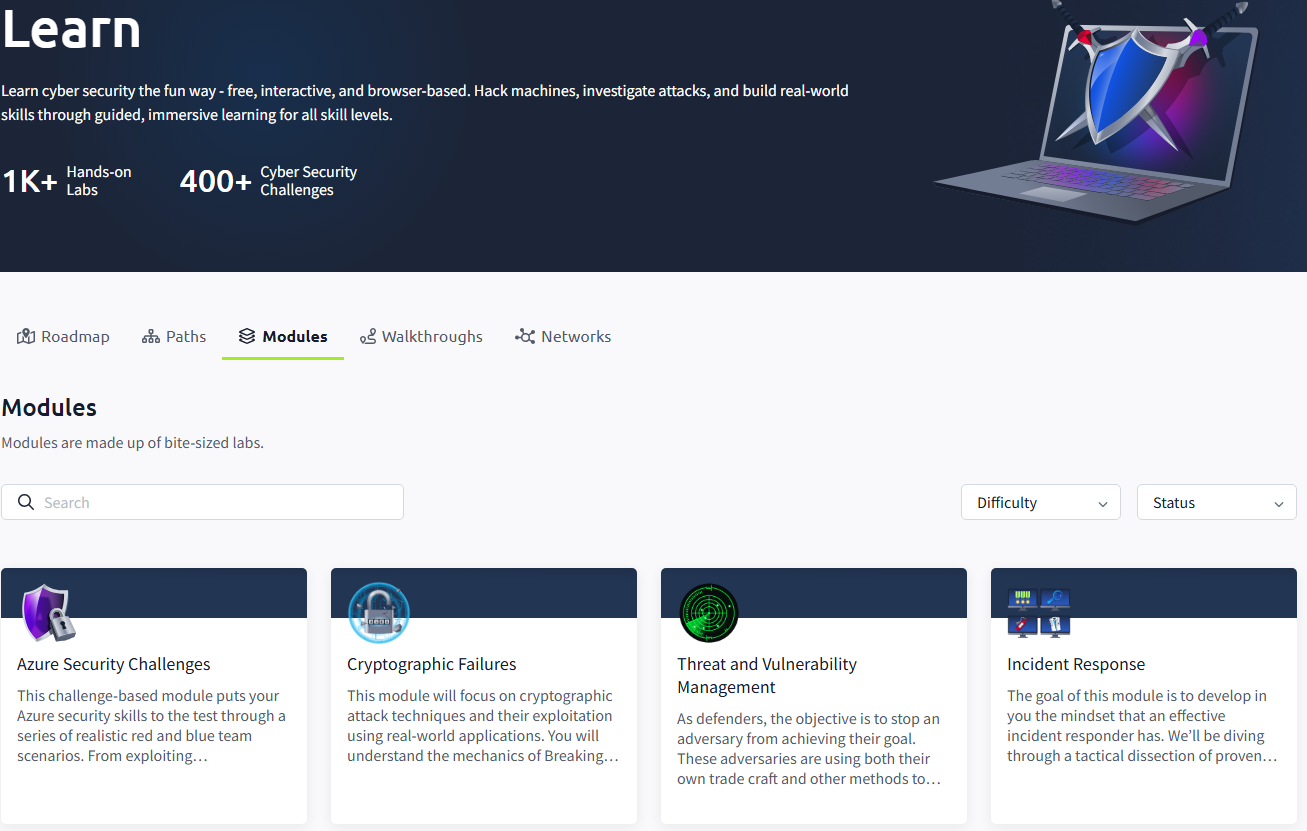 Learn
Learn cyber security the fun way - free, interactive, and browser-based. Hack machines, investigate attacks, and build real-world
skills through guided, immersive learning for all skill levels.
1K+ Hands-on
Labs
400+ Cyber Security
Challenges
Roadmap
Paths
Modules
Walkthroughs
Networks
Modules
Modules are made up of bite-sized labs.
Search
Difficulty
Status
Azure Security Challenges
This challenge-based module puts your
Azure security skills to the test through a
series of realistic red and blue team
scenarios. From exploiting…
Cryptographic Failures
This module will focus on cryptographic
attack techniques and their exploitation
using real-world applications. You will
understand the mechanics of Breaking…
Threat and Vulnerability
Management
As defenders, the objective is to stop an
adversary from achieving their goal.
These adversaries are using both their
own trade craft and other methods to…
Incident Response
The goal of this module is to develop in
you the mindset that an effective
incident responder has. We’ll be diving
through a tactical dissection of proven…